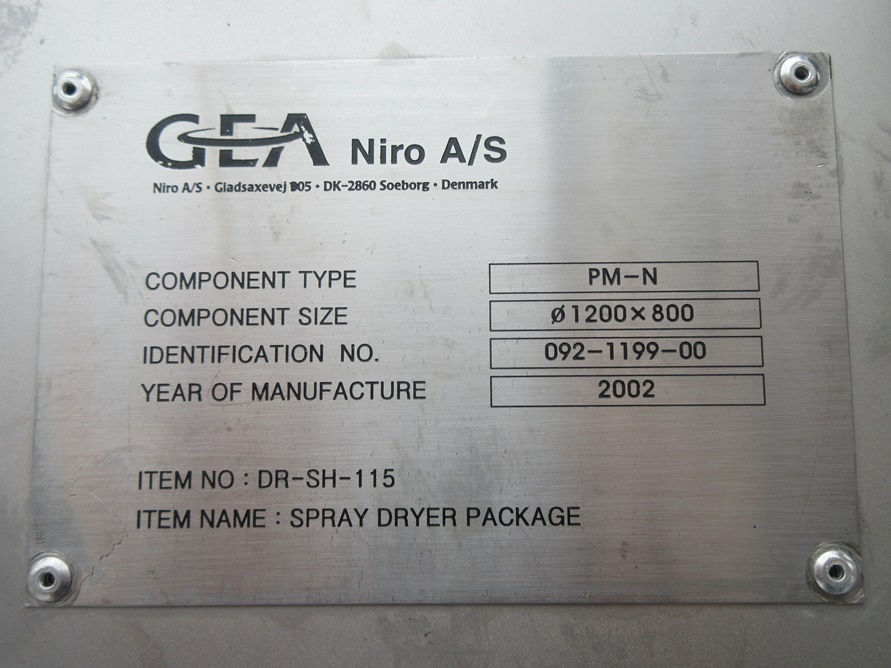 GEA Niro A/S
Niro A/S • Gladsaxevej 305 • DK-2860 Soeborg • Denmark
COMPONENT TYPE PM-N
COMPONENT SIZE Ø1200×800
IDENTIFICATION NO. 092-1199-00
YEAR OF MANUFACTURE 2002
ITEM NO : DR-SH-115
ITEM NAME : SPRAY DRYER PACKAGE